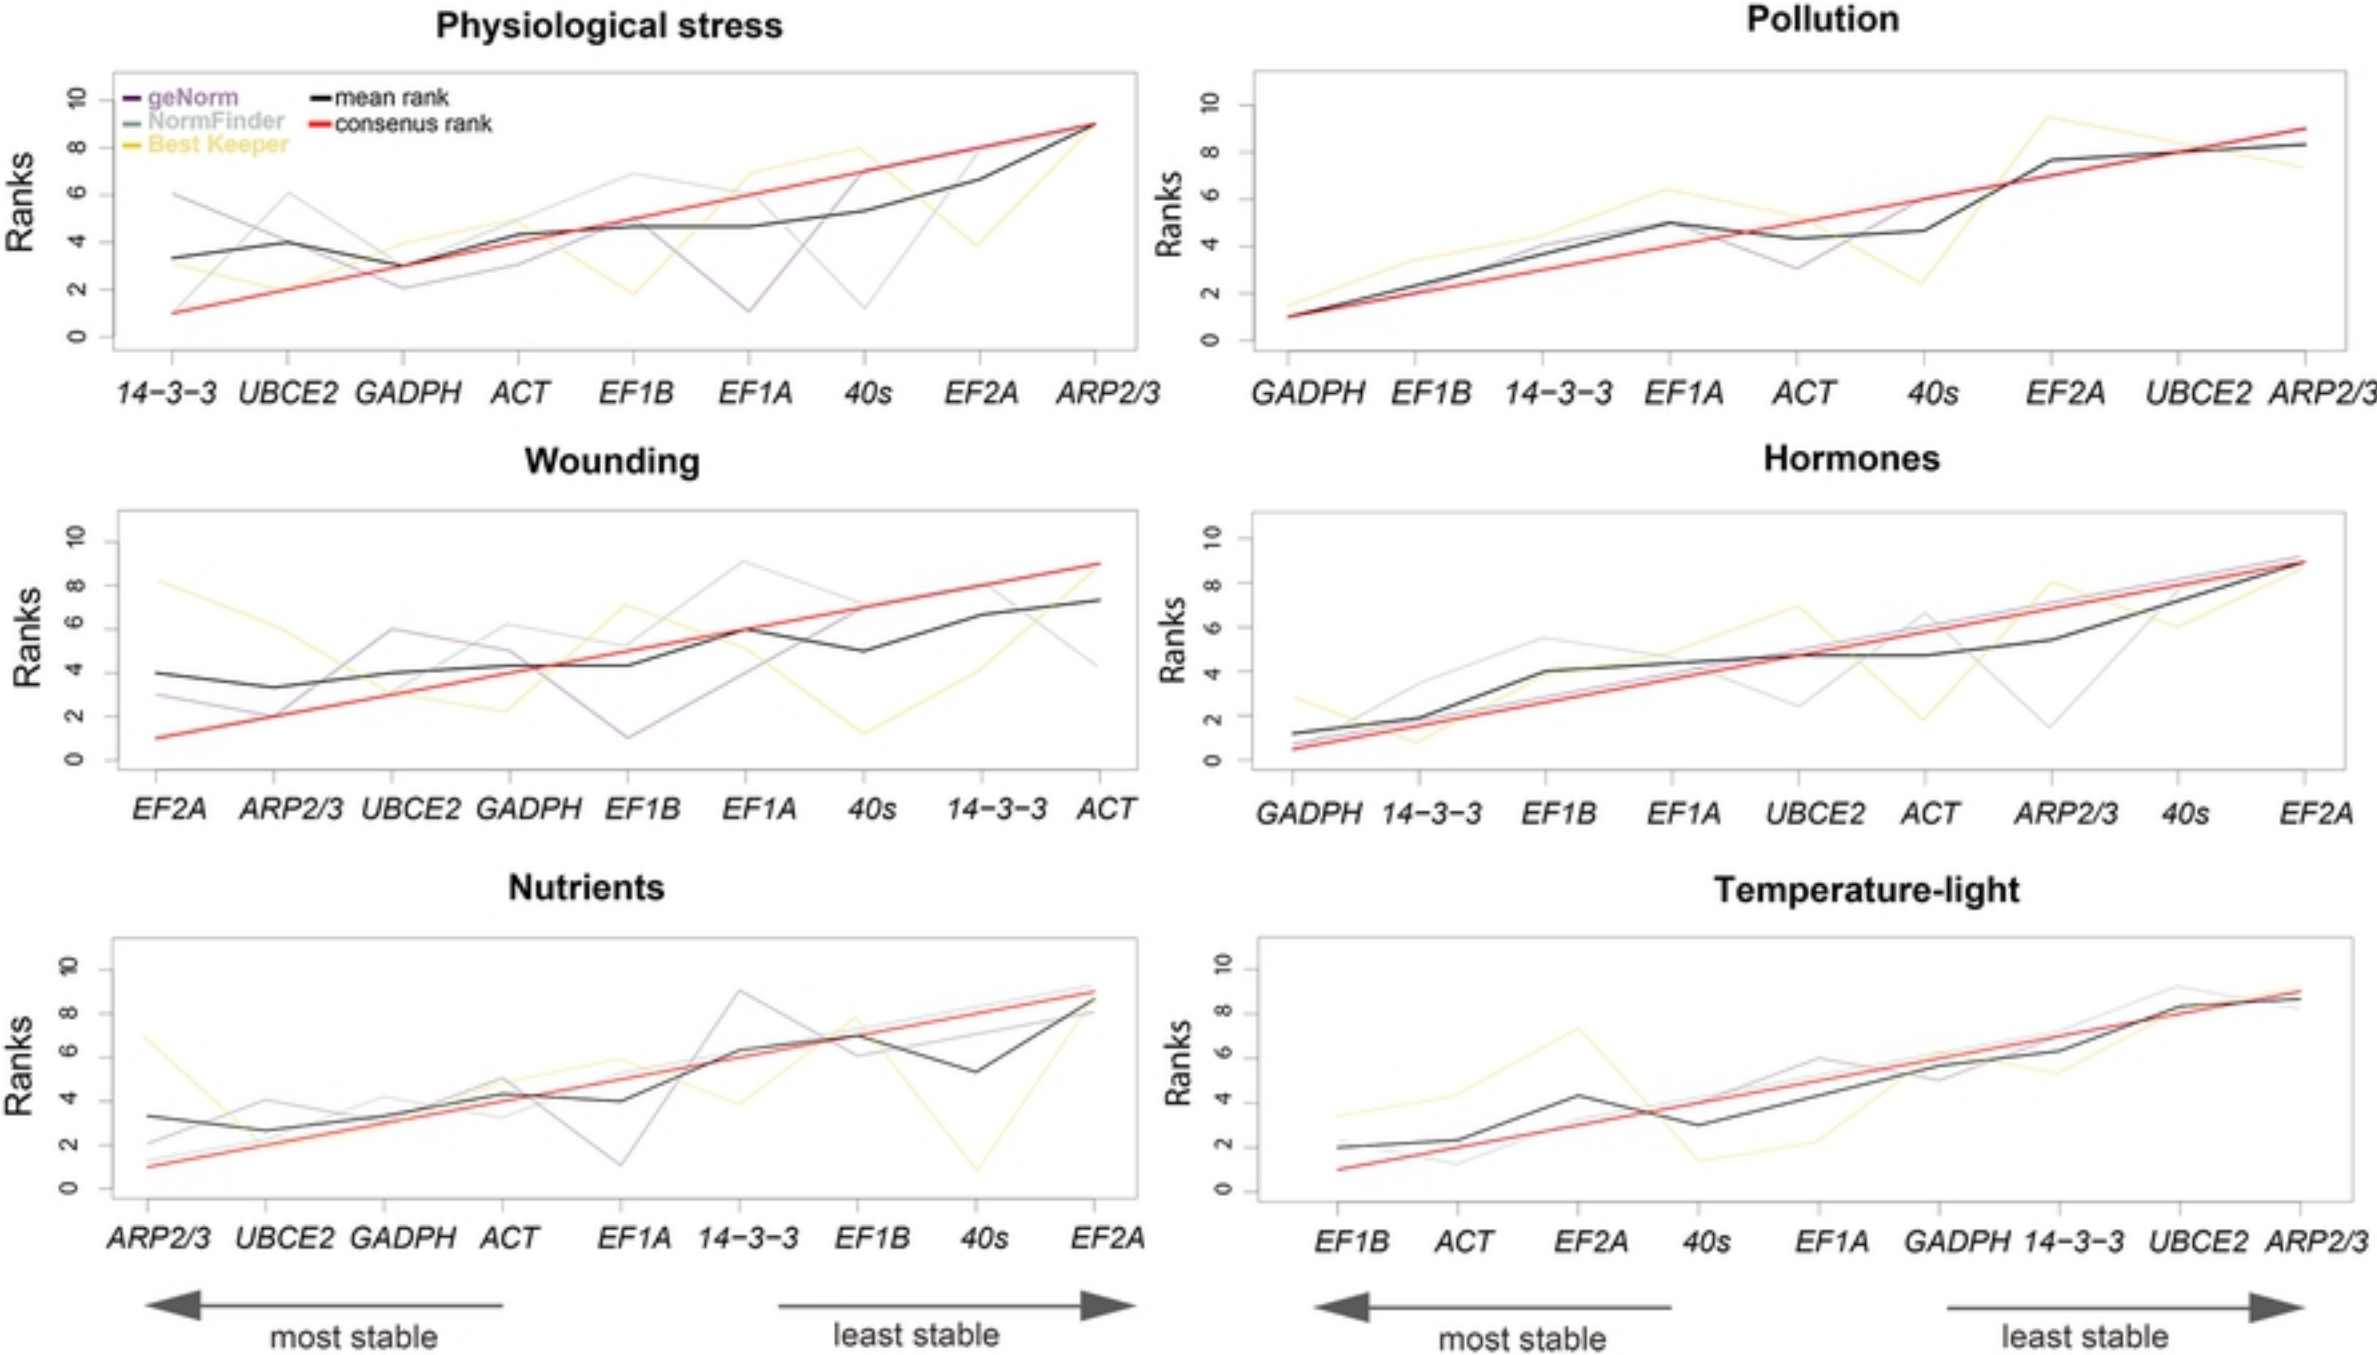 Physiological stress
Pollution
geNorm
mean rank
NormFinder
consenus rank
Best Keeper
Ranks
0 2 4 6 8 10
14-3-3 UBCE2 GADPH ACT EF1B EF1A 40s EF2A ARP2/3
Ranks
0 2 4 6 8 10
GADPH EF1B 14-3-3 EF1A ACT 40s EF2A UBCE2 ARP2/3
Wounding
Hormones
Ranks
0 2 4 6 8 10
EF2A ARP2/3 UBCE2 GADPH EF1B EF1A 40s 14-3-3 ACT
Ranks
0 2 4 6 8 10
GADPH 14-3-3 EF1B EF1A UBCE2 ACT ARP2/3 40s EF2A
Nutrients
Temperature-light
Ranks
0 2 4 6 8 10
ARP2/3 UBCE2 GADPH ACT EF1A 14-3-3 EF1B 40s EF2A
Ranks
0 2 4 6 8 10
EF1B ACT EF2A 40s EF1A GADPH 14-3-3 UBCE2 ARP2/3
most stable
least stable
most stable
least stable